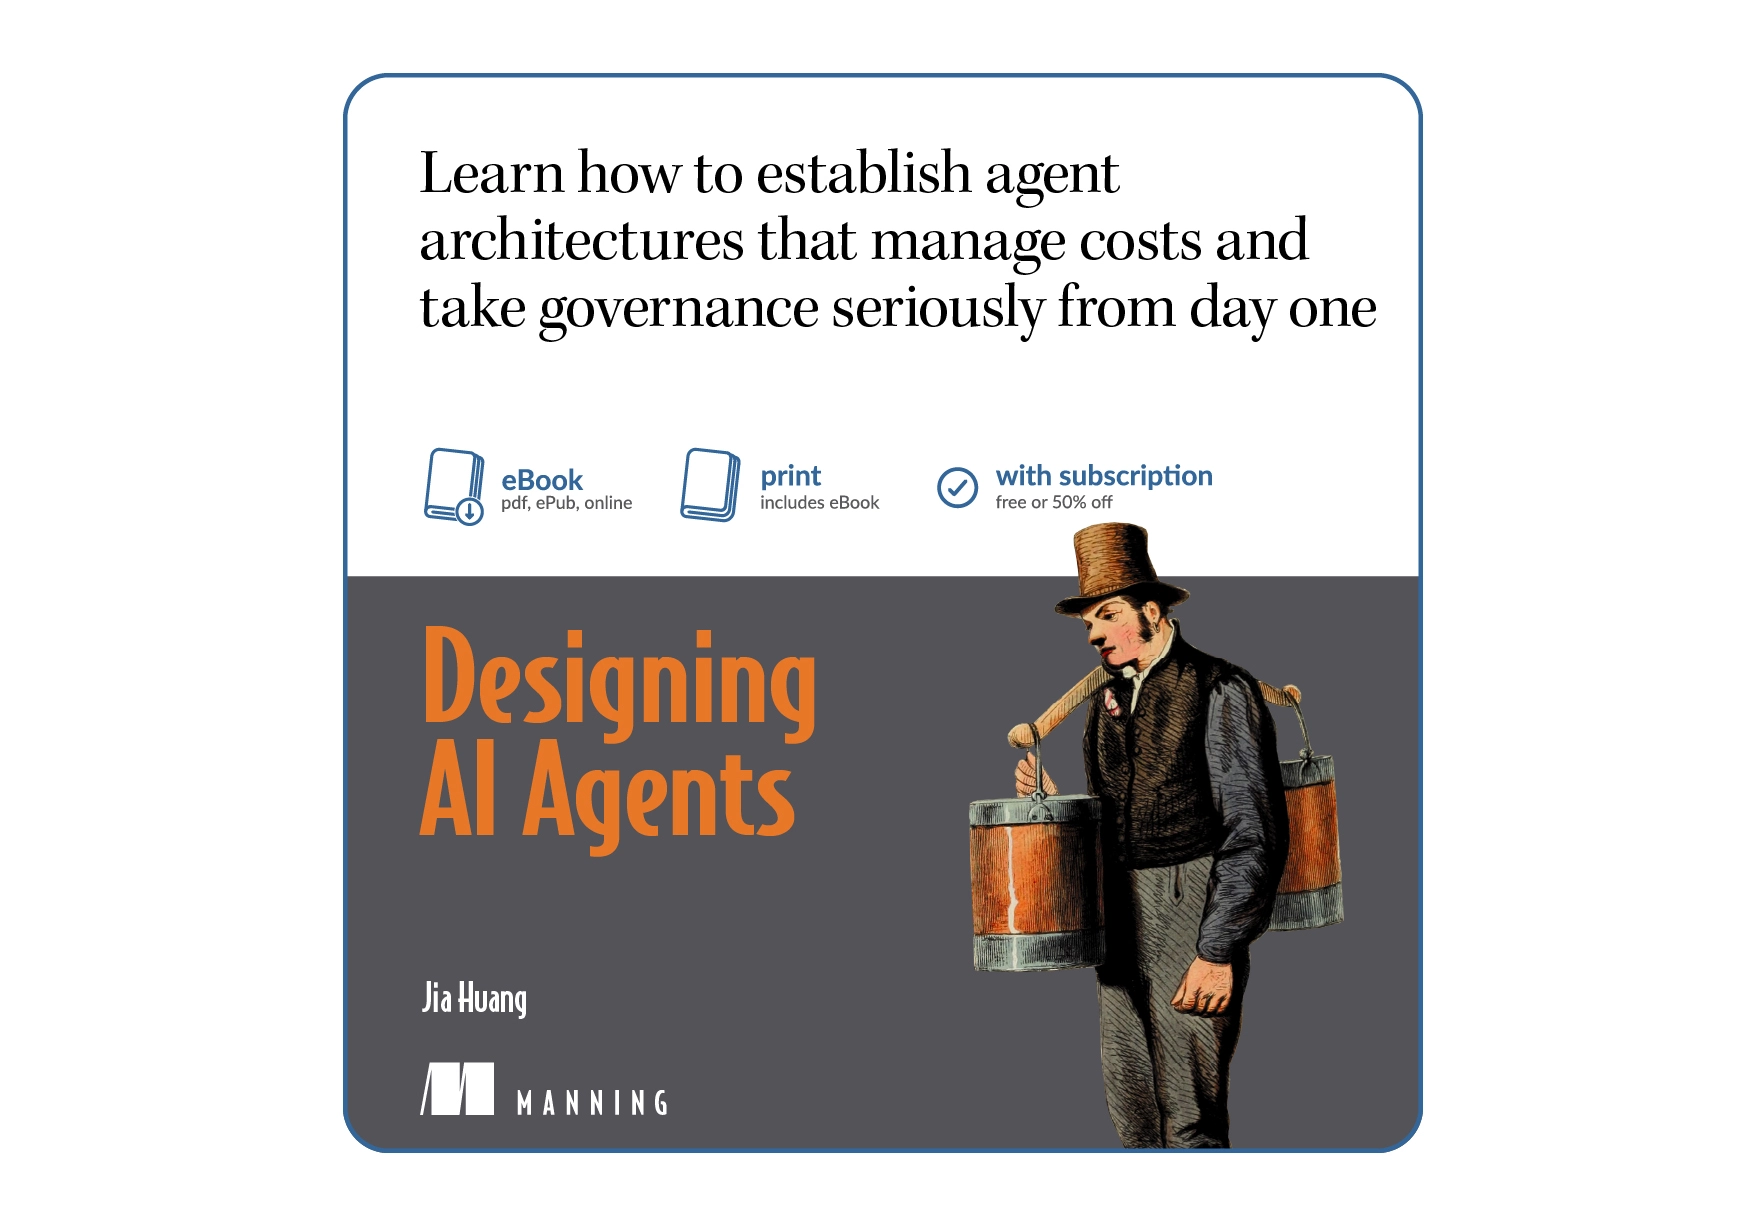 Learn how to establish agent
architectures that manage costs and
take governance seriously from day one
eBook
pdf, ePub, online
print
includes eBook
with subscription
free or 50% off
Designing
AI Agents
Jia Huang
MANNING